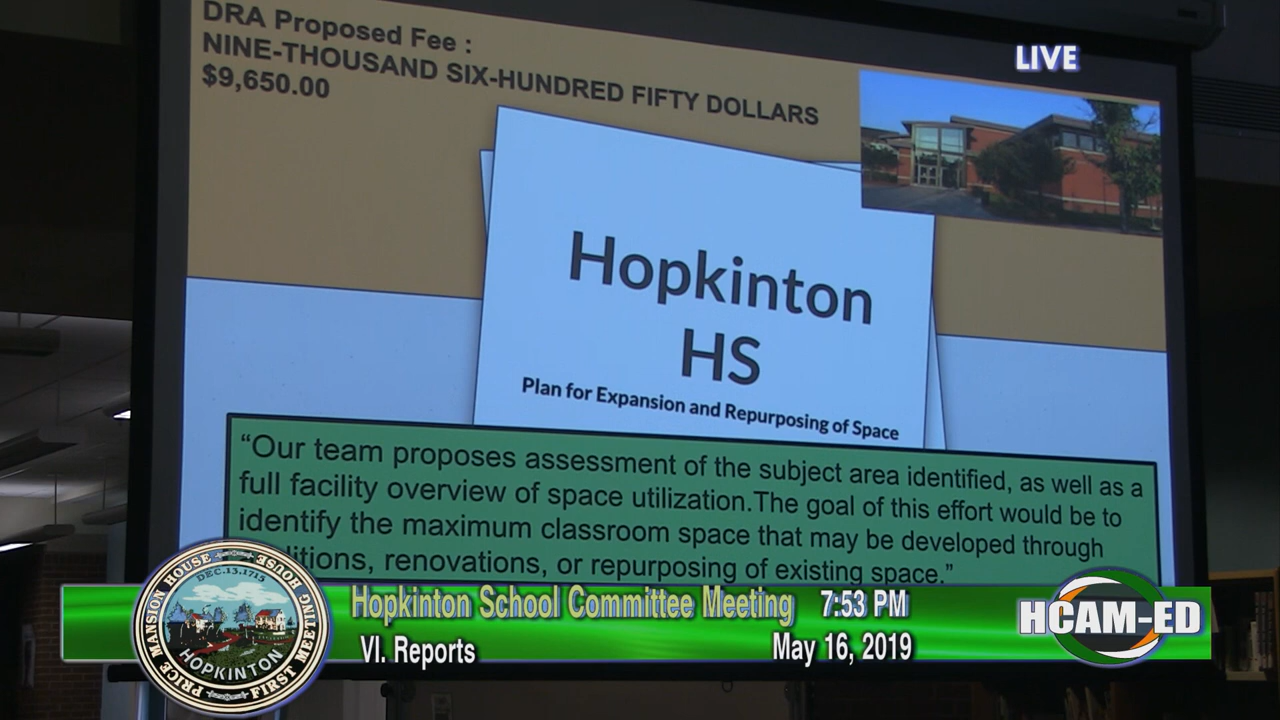 DRA Proposed Fee :
NINE-THOUSAND SIX-HUNDRED FIFTY DOLLARS
$9,650.00
LIVE
Hopkinton
HS
Plan for Expansion and Repurposing of Space
“Our team proposes assessment of the subject area identified, as well as a
full facility overview of space utilization.The goal of this effort would be to
identify the maximum classroom space that may be developed through
renovations, or repurposing of existing space.”
Hopkinton School Committee Meeting 7:53 PM
VI. Reports May 16, 2019
HCAM-ED
PRICE MANSION HOUSE HOUSE FIRST MEETING
DEC.13,1715
HOPKINTON